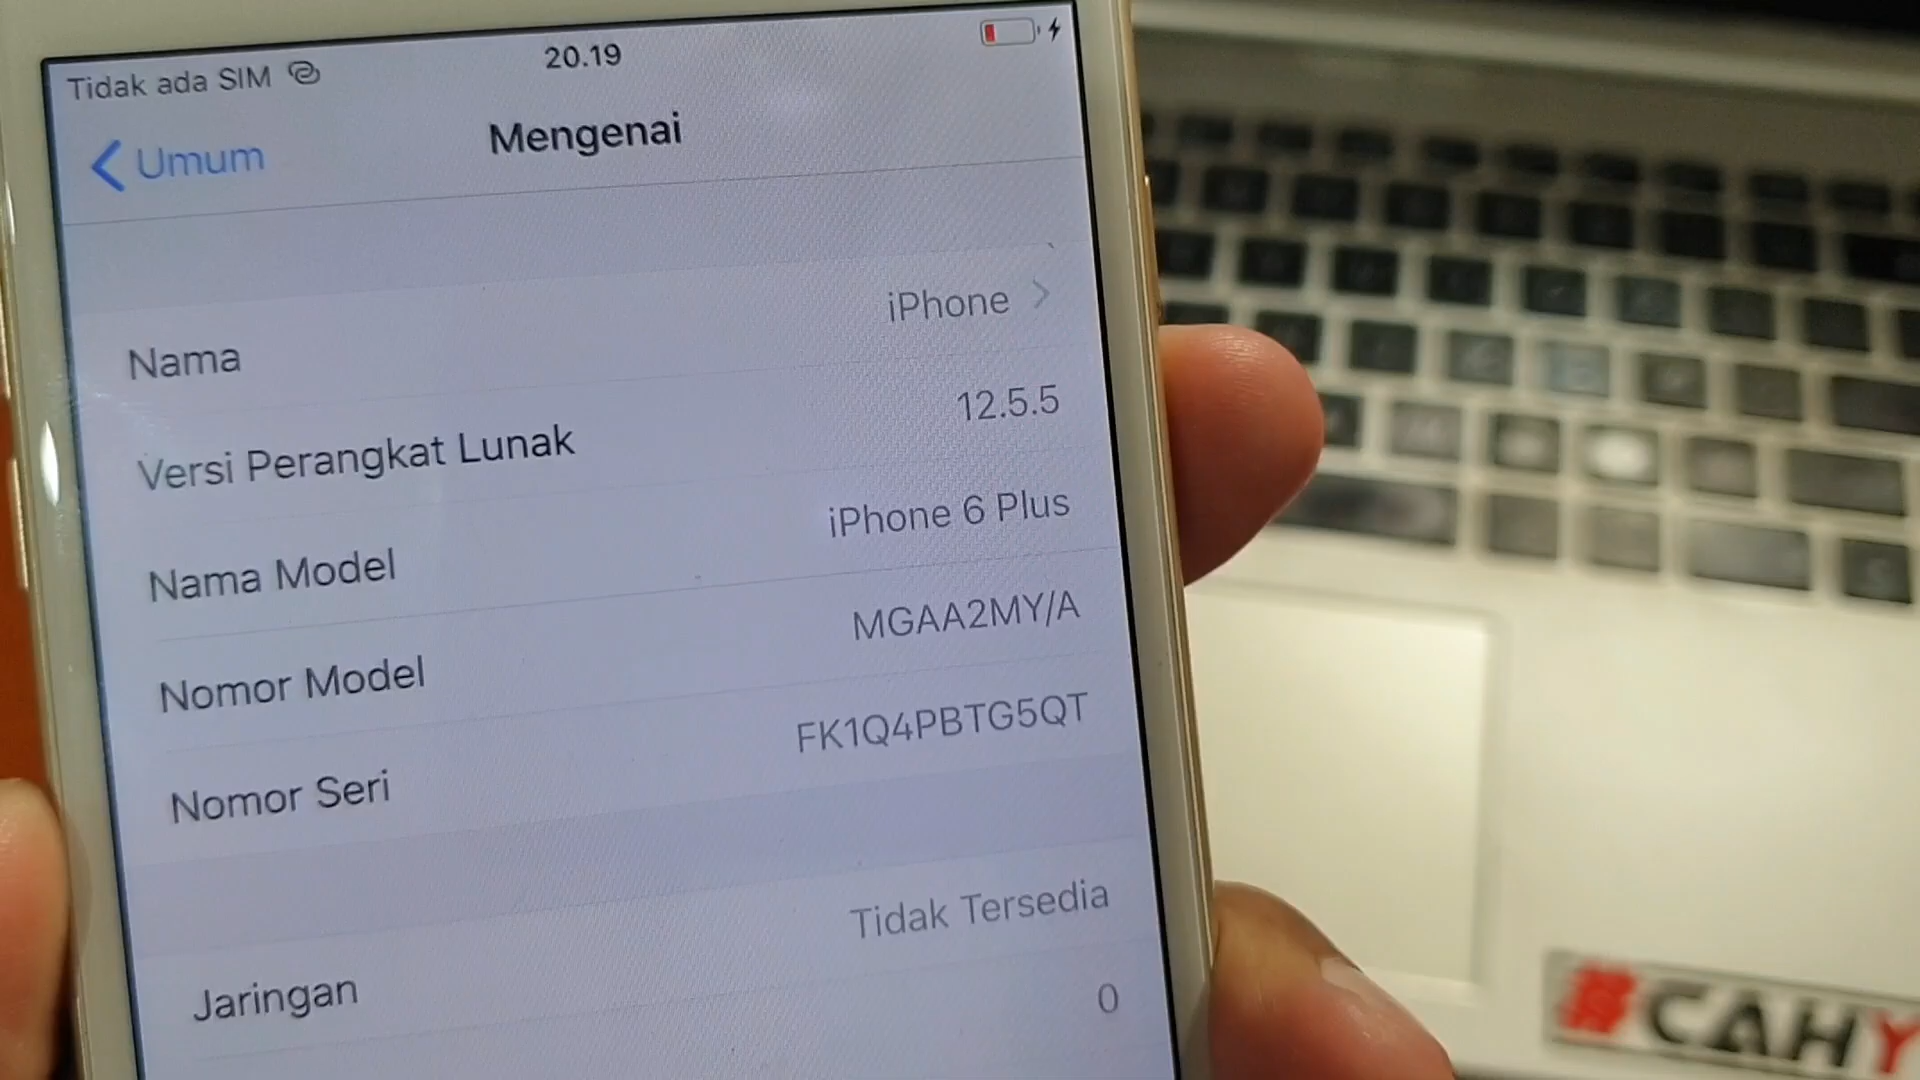 Tidak ada SIM
20.19
Umum
Mengenai
Nama
iPhone
Versi Perangkat Lunak
12.5.5
Nama Model
iPhone 6 Plus
Nomor Model
MGAA2MY/A
Nomor Seri
FK1Q4PBTG5QT
Jaringan
Tidak Tersedia
0
#CAHY